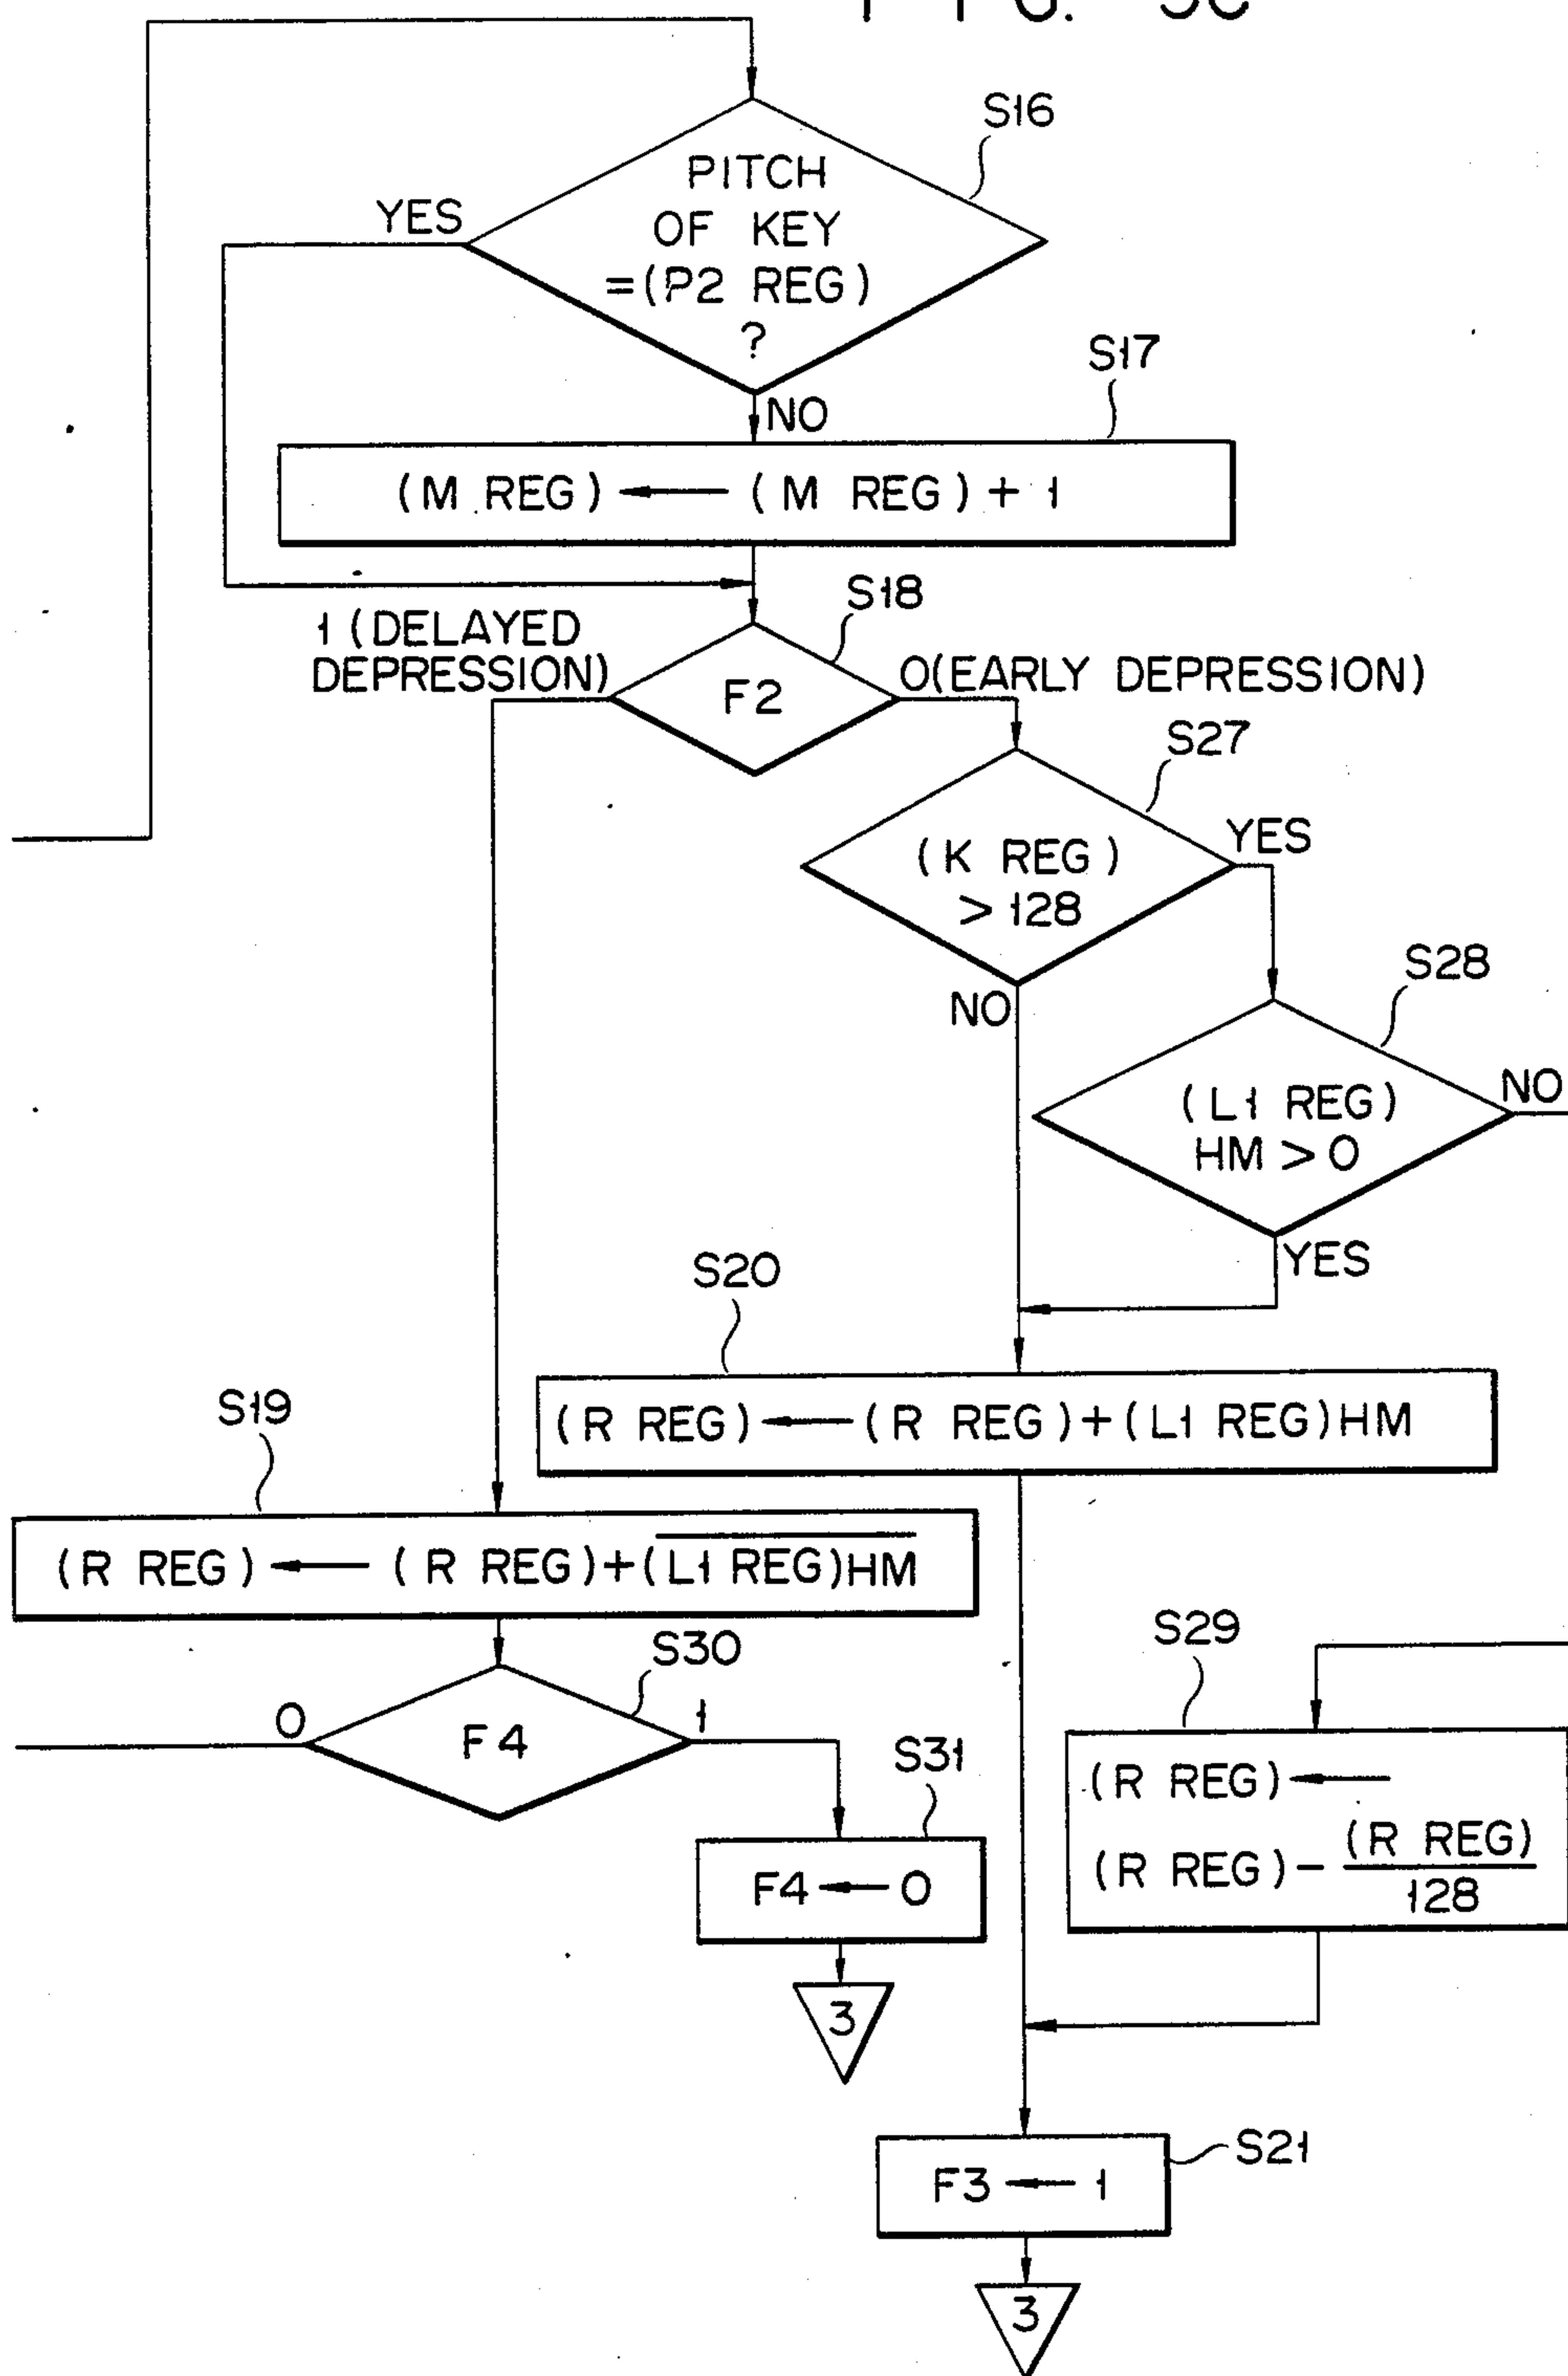 S16
PITCH
OF KEY
=(P2 REG)
?
YES
NO
S17
(M REG) ← (M REG) + 1
S18
1 (DELAYED
DEPRESSION)
F2
0(EARLY DEPRESSION)
S27
(K REG)
> 128
YES
NO
S28
(L1 REG)
HM > 0
NO
YES
S20
(R REG) ← (R REG)+(L1 REG)HM
S19
(R REG) ← (R REG)+(L1 REG)HM
S30
0
F4
1
S31
F4 ← 0
3
S29
(R REG) ←
(R REG) - (R REG)
128
S21
F3 ← 1
3